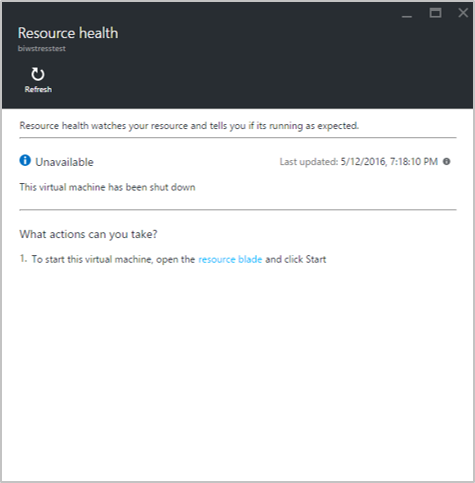 Resource health
biwstresstest
Refresh
Resource health watches your resource and tells you if its running as expected.
Unavailable Last updated: 5/12/2016, 7:18:10 PM
This virtual machine has been shut down
What actions can you take?
1. To start this virtual machine, open the resource blade and click Start